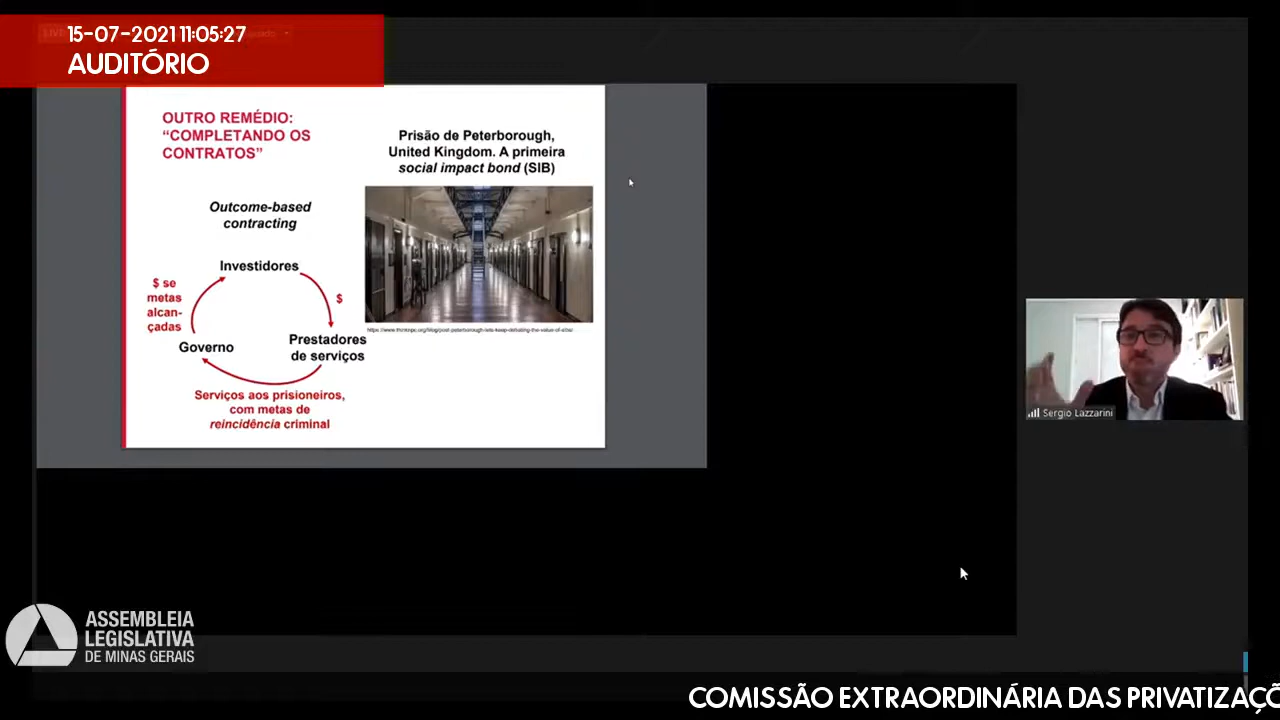 15-07-2021 11:05:27
AUDITÓRIO
OUTRO REMÉDIO:
“COMPLETANDO OS
CONTRATOS”
Prisão de Peterborough,
United Kingdom. A primeira
social impact bond (SIB)
Outcome-based
contracting
Investidores
$ se
metas
alcan-
çadas
$
Governo
Prestadores
de serviços
Serviços aos prisioneiros,
com metas de
reincidência criminal
Sergio Lazzarini
ASSEMBLEIA
LEGISLATIVA
DE MINAS GERAIS
COMISSÃO EXTRAORDINÁRIA DAS PRIVATIZAÇÕ